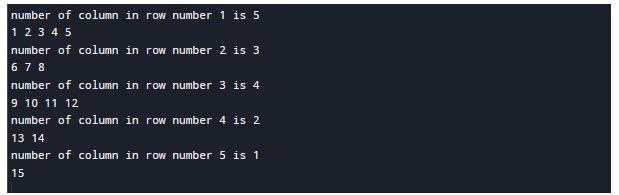 number of column in row number 1 is 5
1 2 3 4 5
number of column in row number 2 is 3
6 7 8
number of column in row number 3 is 4
9 10 11 12
number of column in row number 4 is 2
13 14
number of column in row number 5 is 1
15